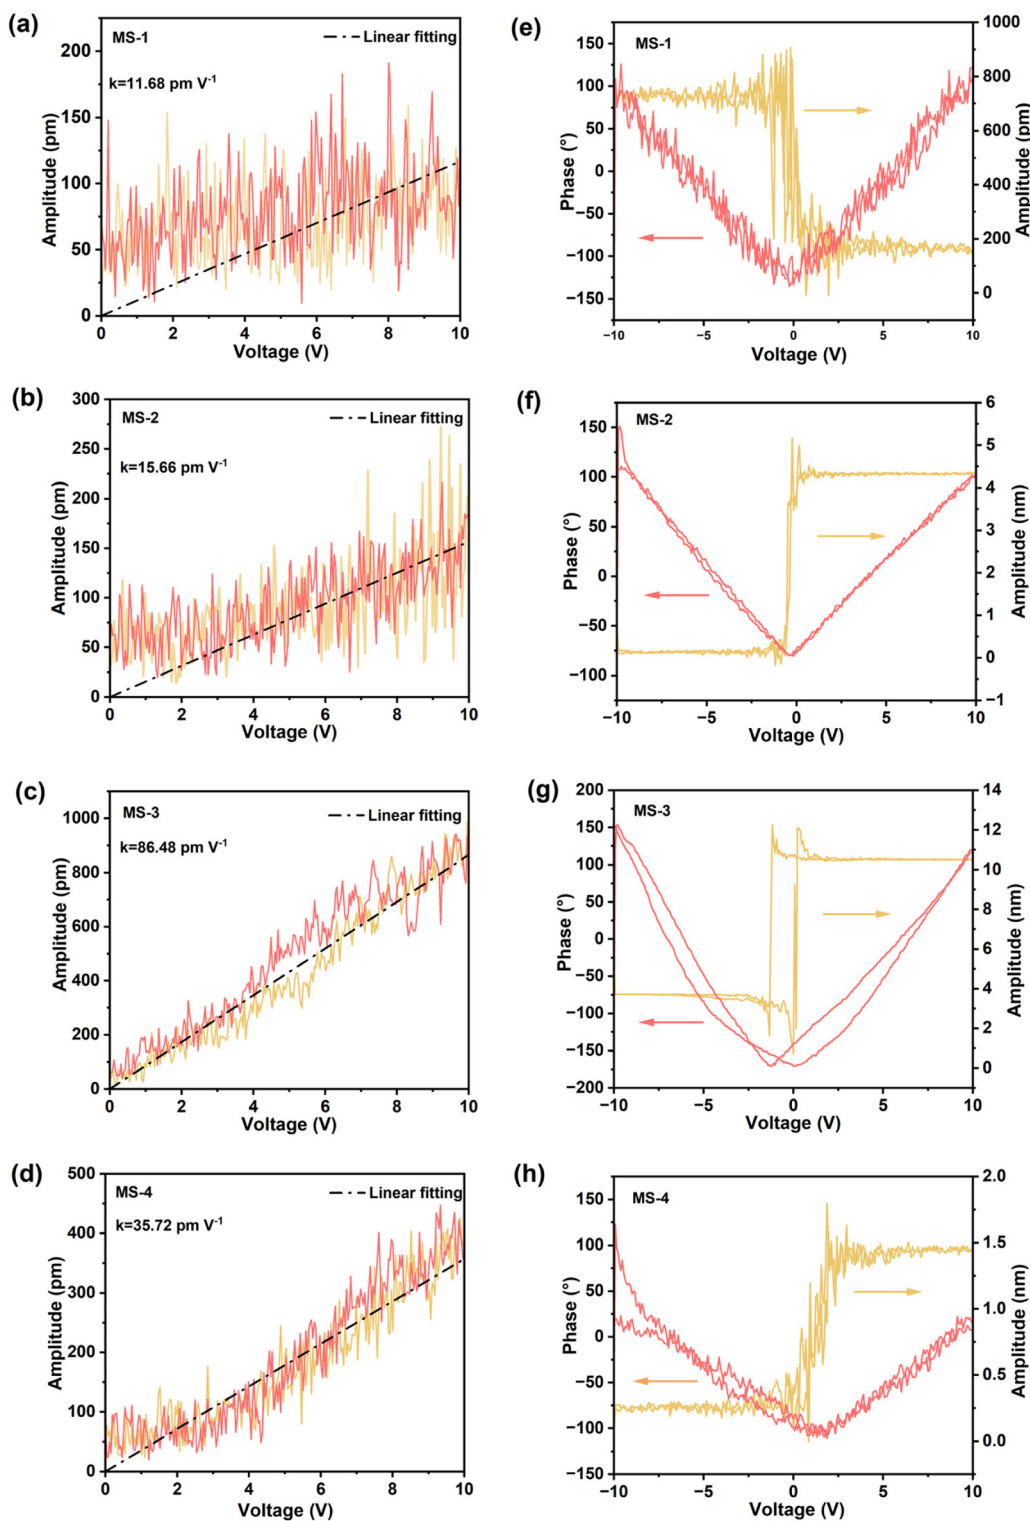 (a)
MS-1
Linear fitting
k=11.68 pm V⁻¹
Amplitude (pm)
200
150
100
50
0
0 2 4 6 8 10
Voltage (V)
(e)
MS-1
Phase (°)
150
100
50
0
−50
−100
−150
1000
800
600
400
200
0
Amplitude (pm)
−10 −5 0 5 10
Voltage (V)
(b)
MS-2
Linear fitting
k=15.66 pm V⁻¹
Amplitude (pm)
300
250
200
150
100
50
0
0 2 4 6 8 10
Voltage (V)
(f)
MS-2
Phase (°)
150
100
50
0
−50
−100
6
5
4
3
2
1
0
−1
Amplitude (nm)
−10 −5 0 5 10
Voltage (V)
(c)
MS-3
Linear fitting
k=86.48 pm V⁻¹
Amplitude (pm)
1000
800
600
400
200
0
0 2 4 6 8 10
Voltage (V)
(g)
MS-3
Phase (°)
200
150
100
50
0
−50
−100
−150
−200
14
12
10
8
6
4
2
0
Amplitude (nm)
−10 −5 0 5 10
Voltage (V)
(d)
MS-4
Linear fitting
k=35.72 pm V⁻¹
Amplitude (pm)
500
400
300
200
100
0
0 2 4 6 8 10
Voltage (V)
(h)
MS-4
Phase (°)
150
100
50
0
−50
−100
−150
2.0
1.5
1.0
0.5
0.0
Amplitude (nm)
−10 −5 0 5 10
Voltage (V)